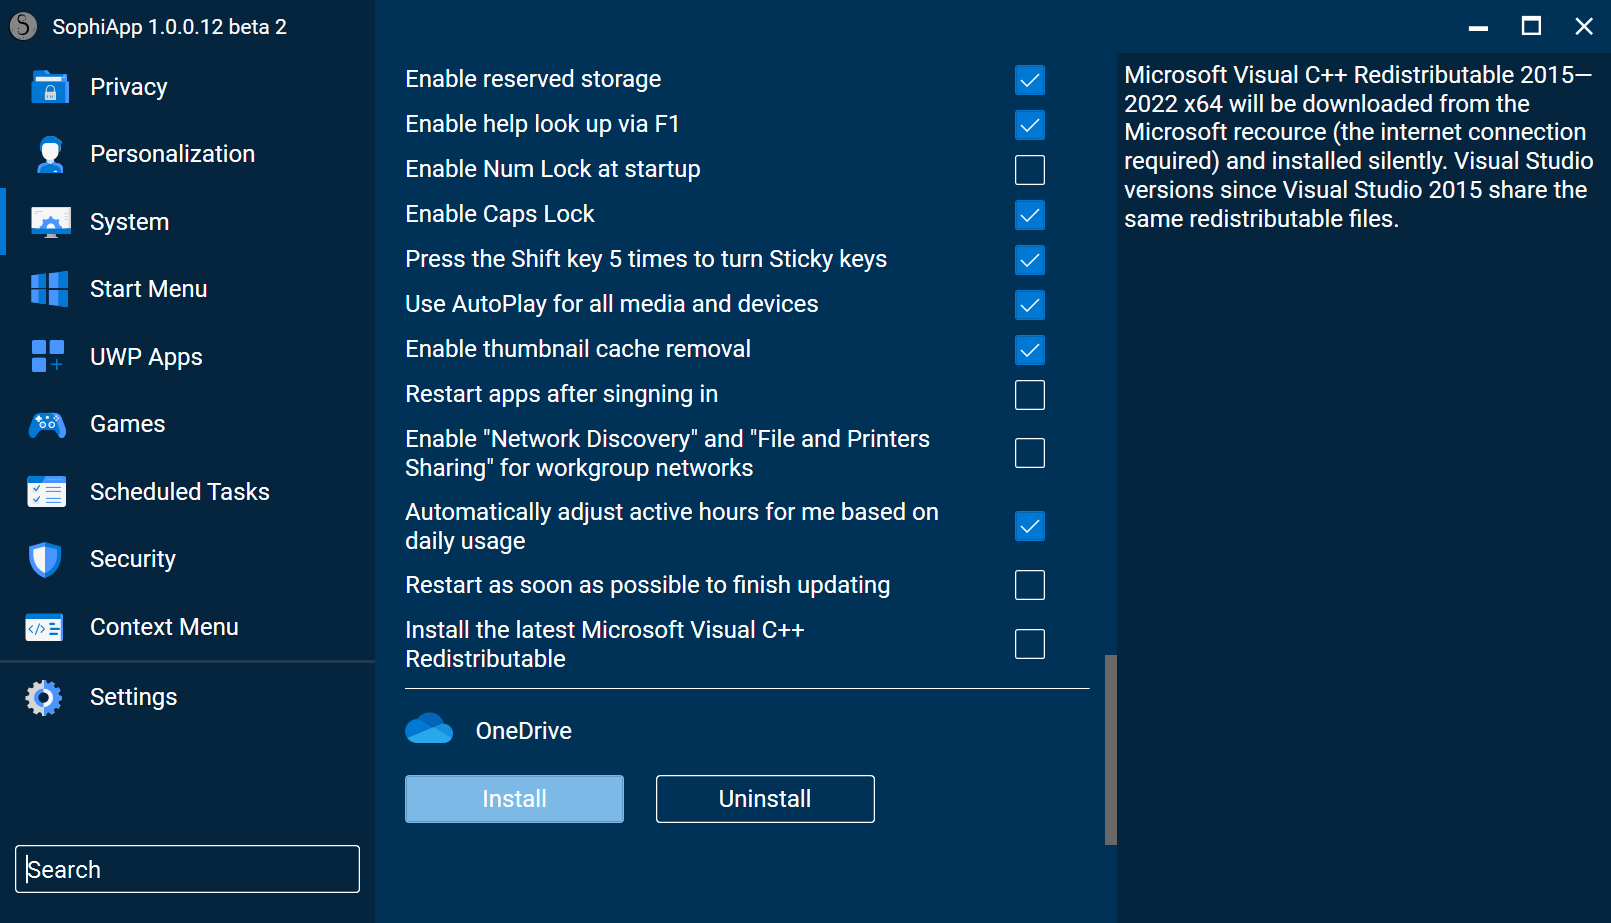 SophiApp 1.0.0.12 beta 2
Privacy
Personalization
System
Start Menu
UWP Apps
Games
Scheduled Tasks
Security
Context Menu
Settings
Search
Enable reserved storage
Enable help look up via F1
Enable Num Lock at startup
Enable Caps Lock
Press the Shift key 5 times to turn Sticky keys
Use AutoPlay for all media and devices
Enable thumbnail cache removal
Restart apps after singning in
Enable "Network Discovery" and "File and Printers
Sharing" for workgroup networks
Automatically adjust active hours for me based on
daily usage
Restart as soon as possible to finish updating
Install the latest Microsoft Visual C++
Redistributable
OneDrive
Install
Uninstall
Microsoft Visual C++ Redistributable 2015—
2022 x64 will be downloaded from the
Microsoft recource (the internet connection
required) and installed silently. Visual Studio
versions since Visual Studio 2015 share the
same redistributable files.